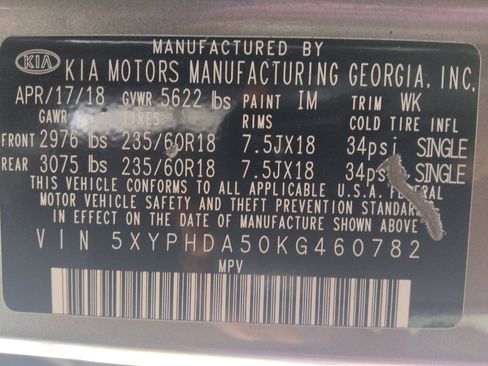 MANUFACTURED BY
KIA KIA MOTORS MANUFACTURING GEORGIA, INC.
APR/17/18 GVWR 5622 lbs PAINT IM TRIM WK
GAWR TIRES RIMS COLD TIRE INFL
FRONT 2976 lbs 235/60R18 7.5JX18 34psi SINGLE
REAR 3075 lbs 235/60R18 7.5JX18 34psi SINGLE
THIS VEHICLE CONFORMS TO ALL APPLICABLE U.S.A. FEDERAL
MOTOR VEHICLE SAFETY AND THEFT PREVENTION STANDARDS
IN EFFECT ON THE DATE OF MANUFACTURE SHOWN ABOVE
VIN 5XYPHDA50KG460782
MPV